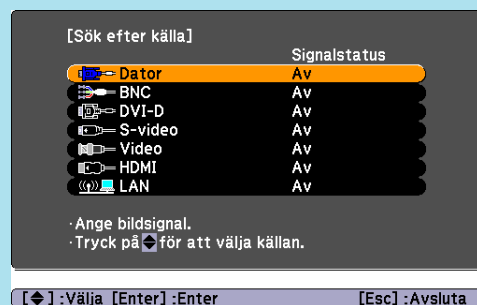 [Sök efter källa]
Signalstatus
Dator Av
BNC Av
DVI-D Av
S-video Av
Video Av
HDMI Av
LAN Av
·Ange bildsignal.
·Tryck på för att välja källan.
[ ] :Välja [Enter] :Enter [Esc] :Avsluta